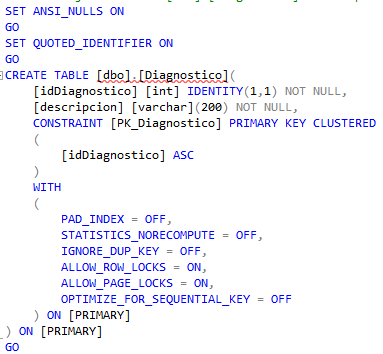 SET ANSI_NULLS ON
GO
SET QUOTED_IDENTIFIER ON
GO
CREATE TABLE [dbo].[Diagnostico](
[idDiagnostico] [int] IDENTITY(1,1) NOT NULL,
[descripcion] [varchar](200) NOT NULL,
CONSTRAINT [PK_Diagnostico] PRIMARY KEY CLUSTERED
(
[idDiagnostico] ASC
)
WITH
(
PAD_INDEX = OFF,
STATISTICS_NORECOMPUTE = OFF,
IGNORE_DUP_KEY = OFF,
ALLOW_ROW_LOCKS = ON,
ALLOW_PAGE_LOCKS = ON,
OPTIMIZE_FOR_SEQUENTIAL_KEY = OFF
) ON [PRIMARY]
) ON [PRIMARY]
GO